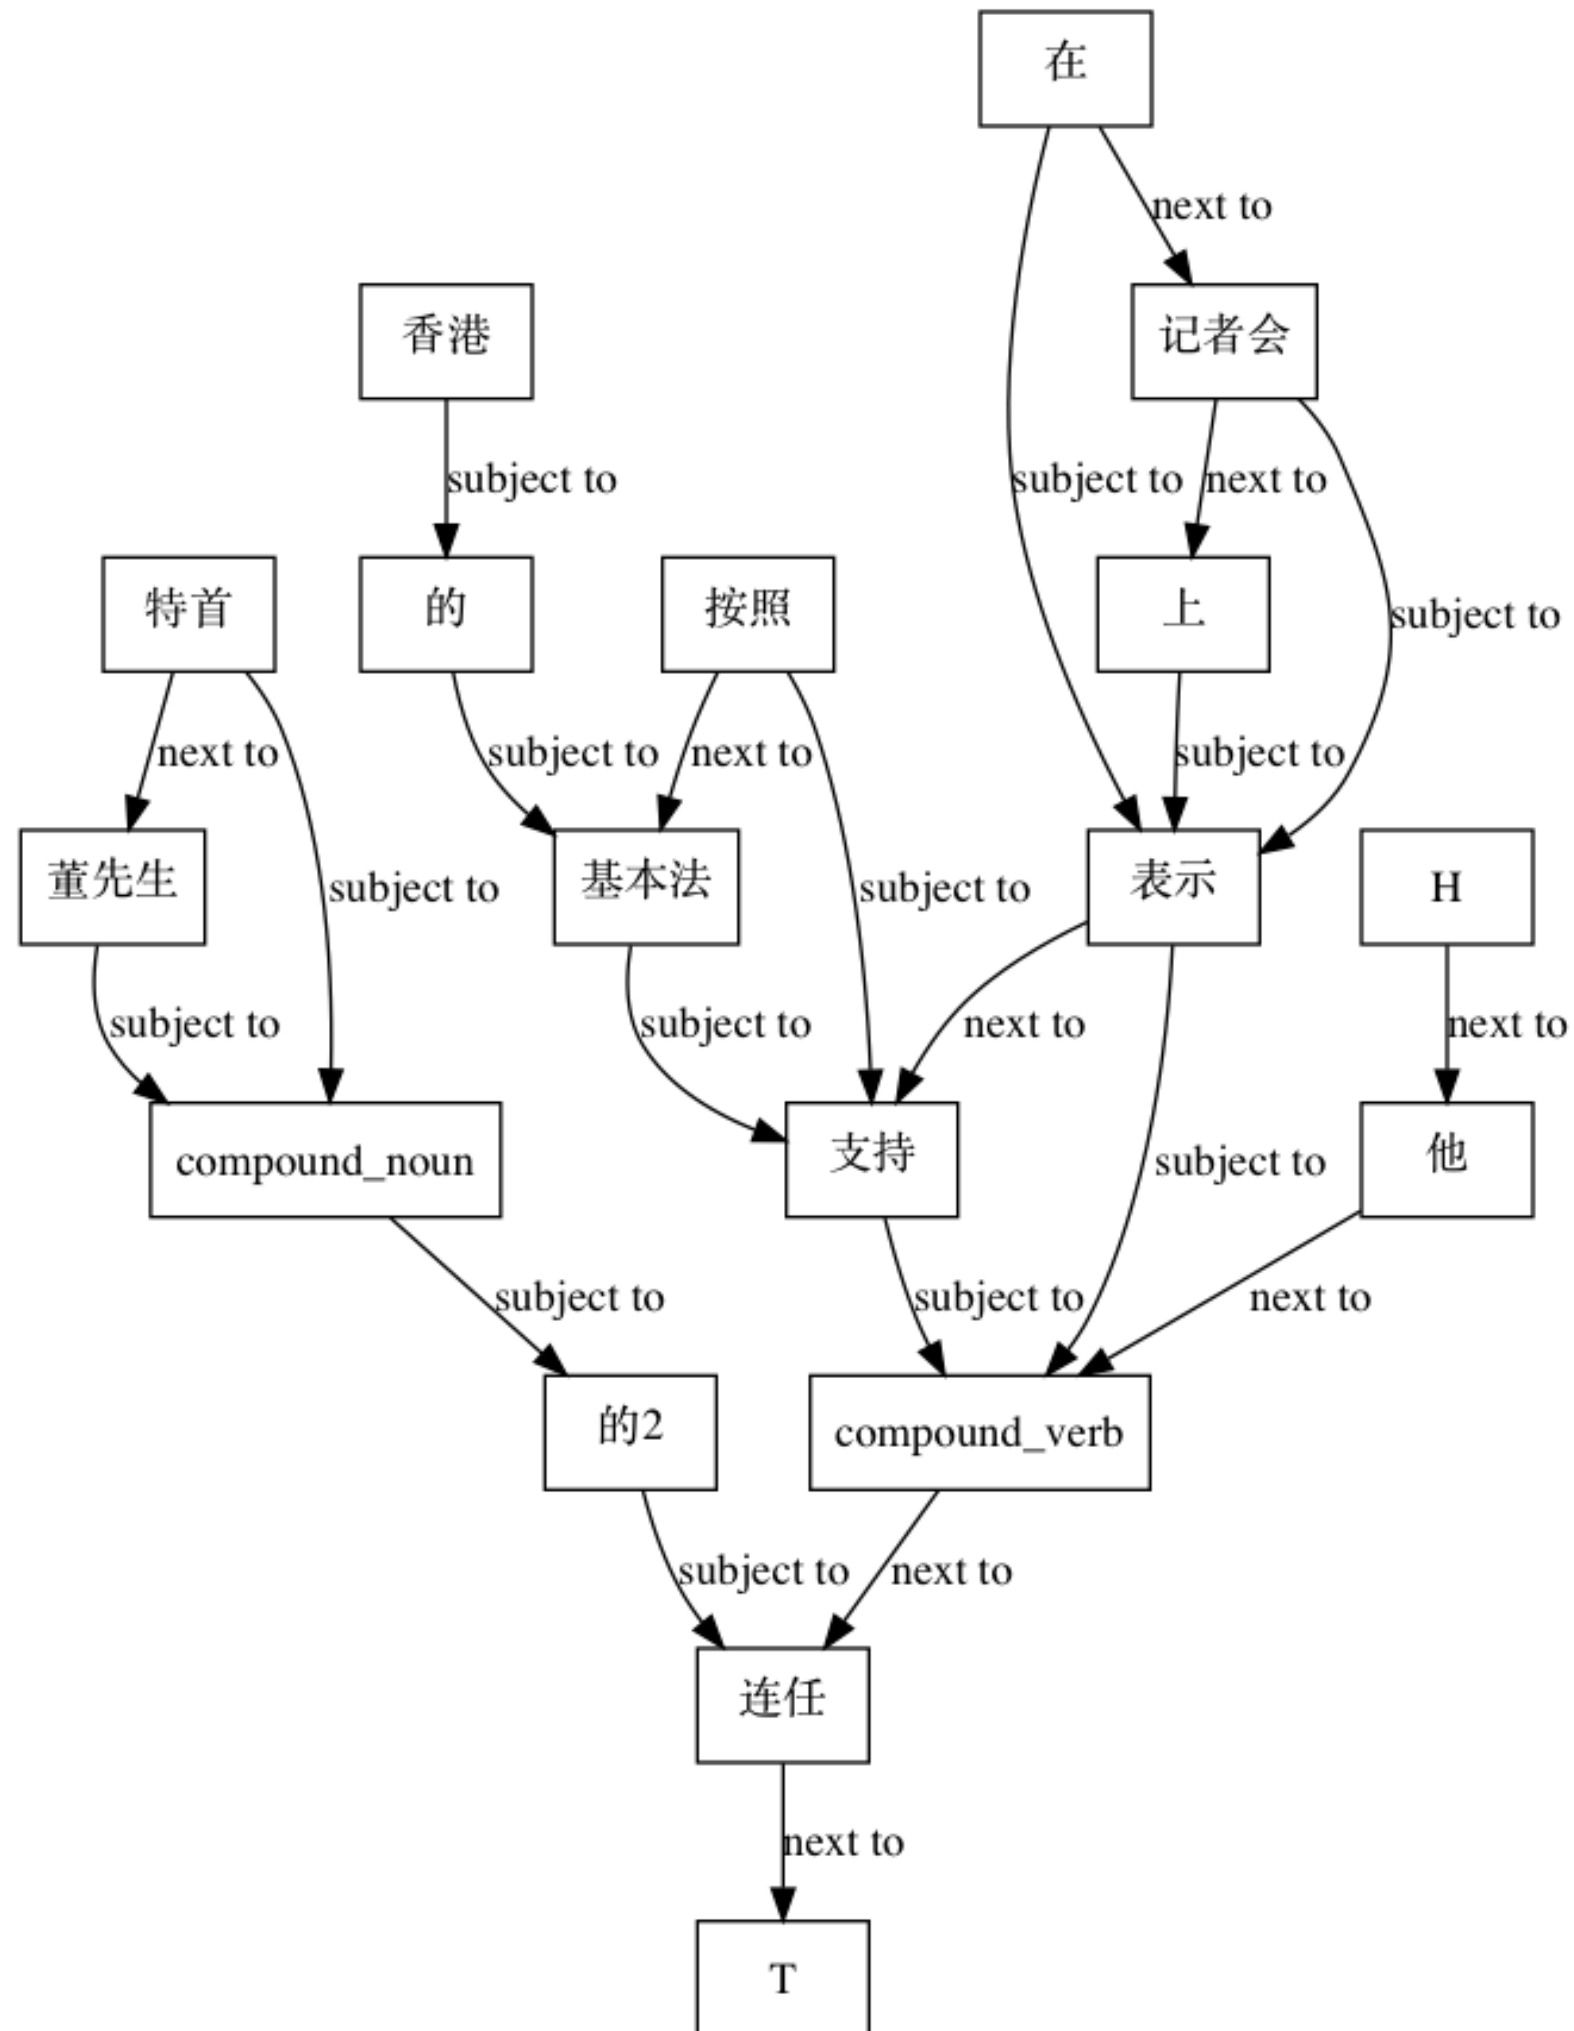 在
next to
香港
记者会
subject to
subject to
next to
subject to
特首
的
按照
上
next to
subject to
next to
subject to
董先生
subject to
基本法
subject to
表示
H
subject to
subject to
next to
next to
compound_noun
支持
subject to
他
subject to
subject to
next to
的2
compound_verb
subject to
next to
连任
next to
T